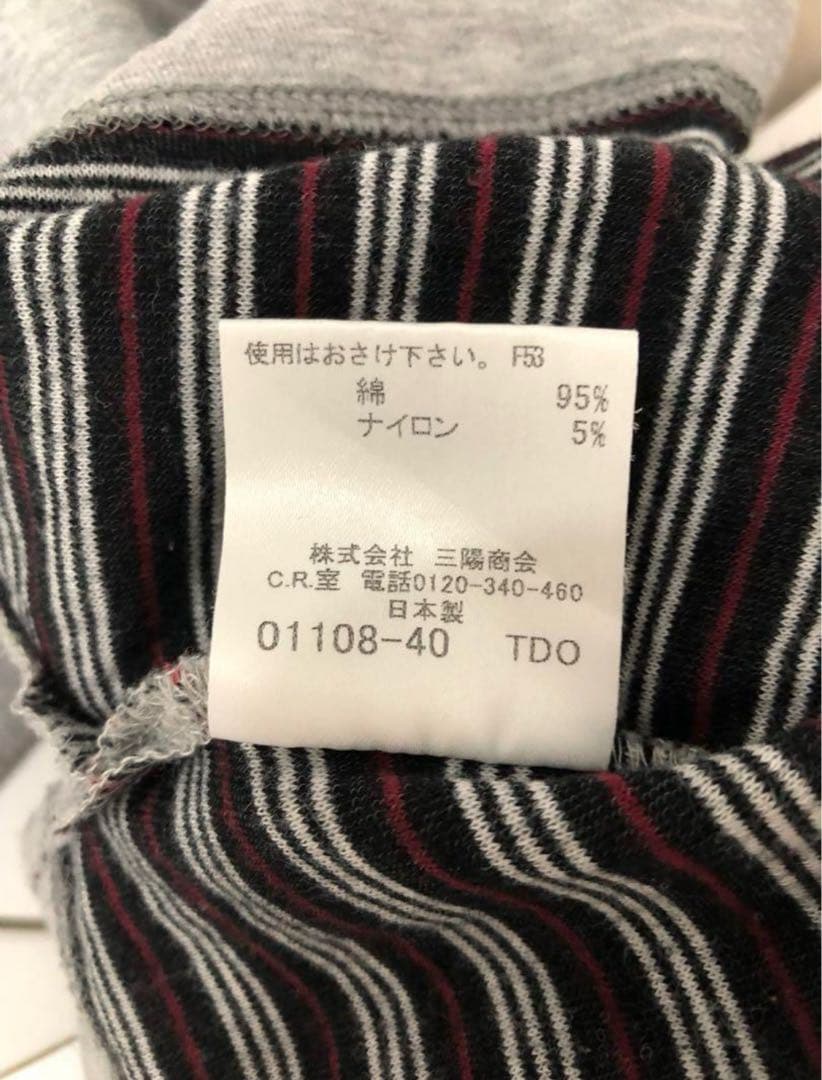 使用はおさけ下さい。 F53
綿 95%
ナイロン 5%
株式会社 三陽商会
C.R.室 電話0120-340-460
日本製
01108-40 TDO